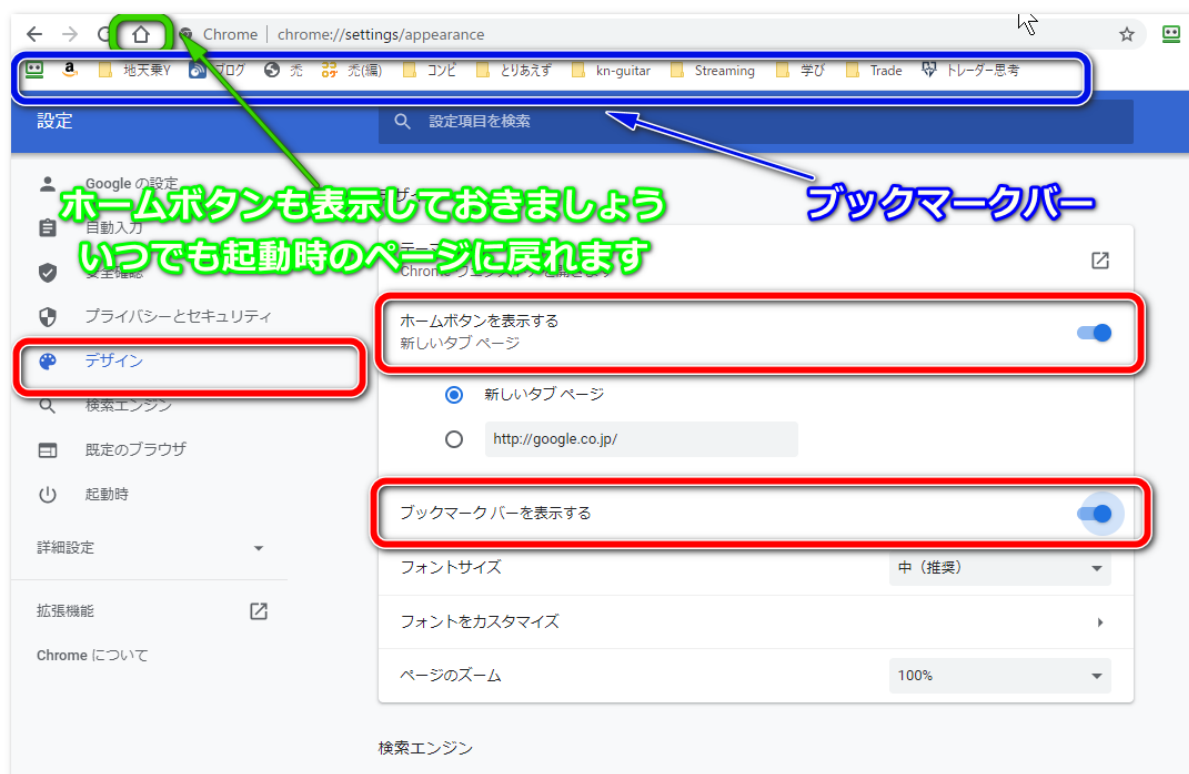 Chrome | chrome://settings/appearance
地天乗Y ブログ 禿 禿(編) コンビ とりあえず kn-guitar Streaming 学び Trade トレーダー思考
設定
設定項目を検索
ブックマークバー
Google の設定
ホームボタンも表示しておきましょう
自動入力
いつでも起動時のページに戻れます
プライバシーとセキュリティ
ホームボタンを表示する
新しいタブ ページ
デザイン
新しいタブ ページ
検索エンジン
http://google.co.jp/
既定のブラウザ
起動時
ブックマーク バーを表示する
詳細設定
フォントサイズ
中（推奨）
拡張機能
フォントをカスタマイズ
Chrome について
ページのズーム
100%
検索エンジン